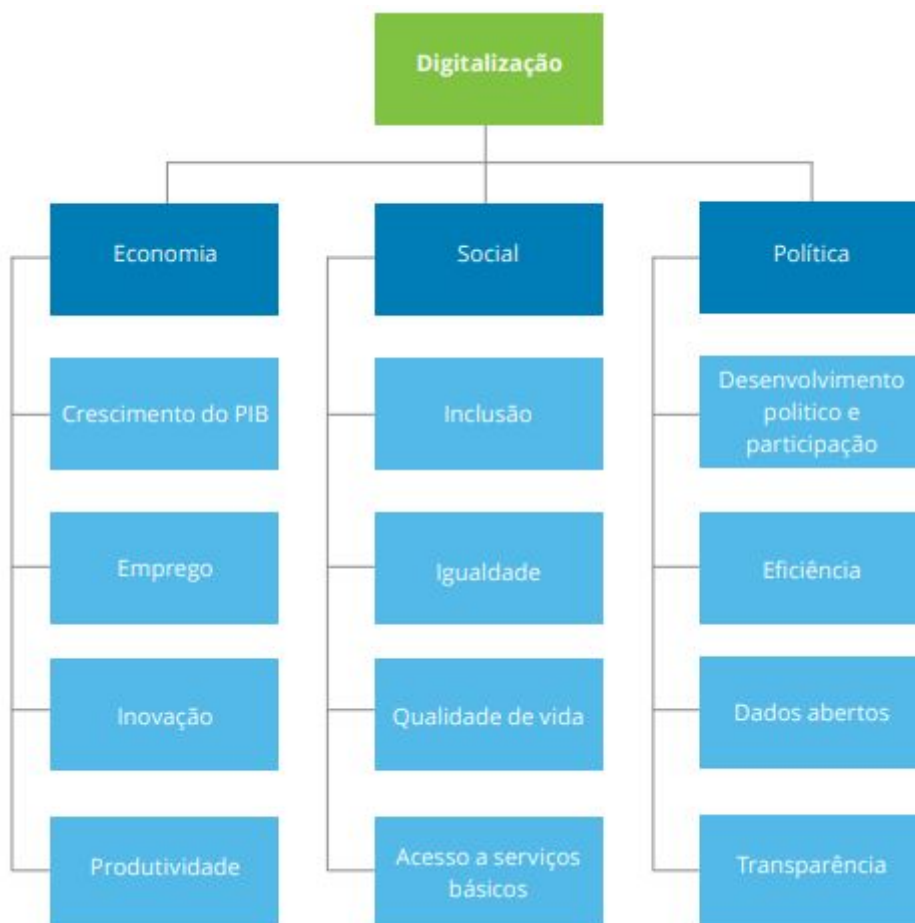 Digitalização
Economia
Social
Política
Crescimento do PIB
Inclusão
Desenvolvimento
politico e
participação
Emprego
Igualdade
Eficiência
Inovação
Qualidade de vida
Dados abertos
Produtividade
Acesso a serviços
básicos
Transparência